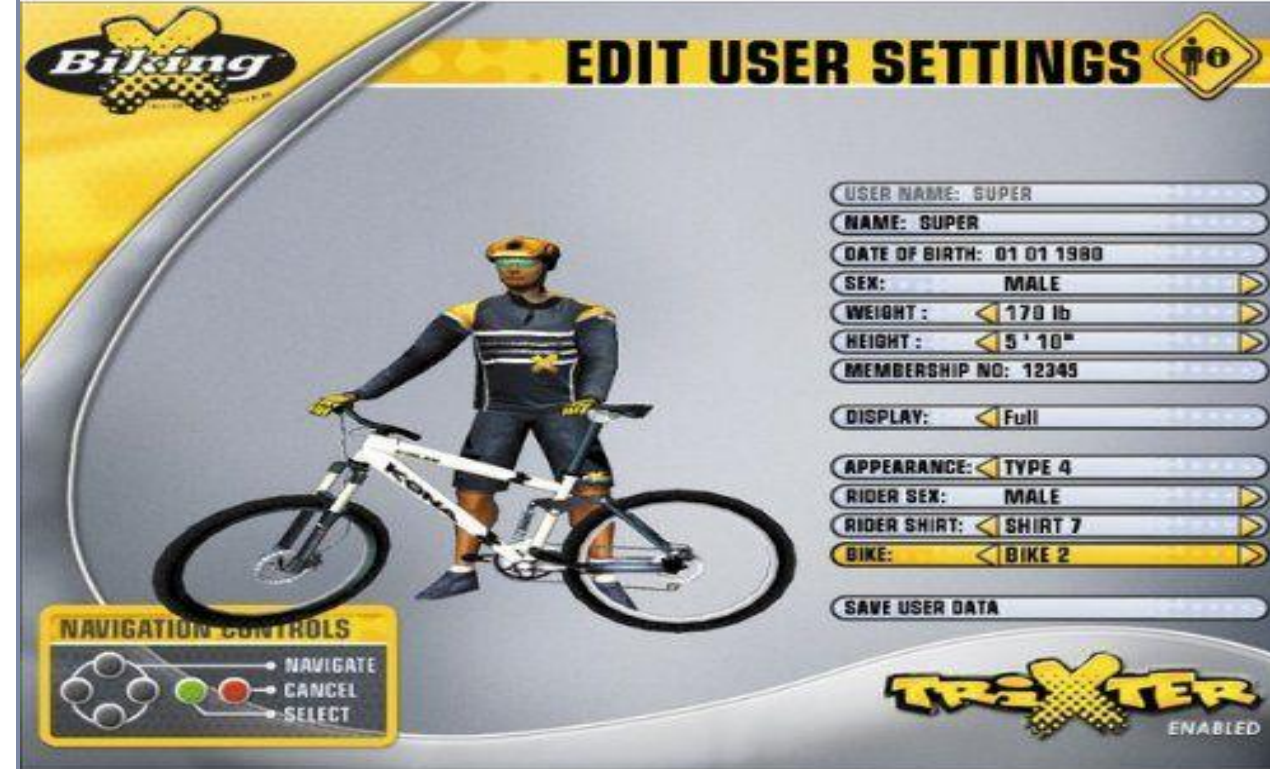 Biking
EDIT USER SETTINGS
USER NAME: SUPER
NAME: SUPER
DATE OF BIRTH: 01 01 1980
SEX: MALE
WEIGHT : 170 lb
HEIGHT : 5 ' 10"
MEMBERSHIP NO: 12345
DISPLAY: Full
APPEARANCE: TYPE 4
RIDER SEX: MALE
RIDER SHIRT: SHIRT 7
BIKE: BIKE 2
SAVE USER DATA
KONA
NAVIGATION CONTROLS
NAVIGATE
CANCEL
SELECT
TRIXTER
ENABLED